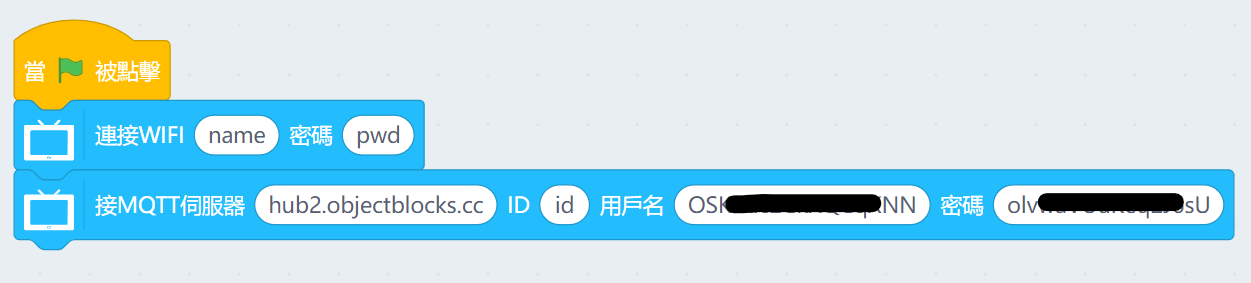 當 被點擊
連接WIFI name 密碼 pwd
接MQTT伺服器 hub2.objectblocks.cc ID id 用戶名 密碼